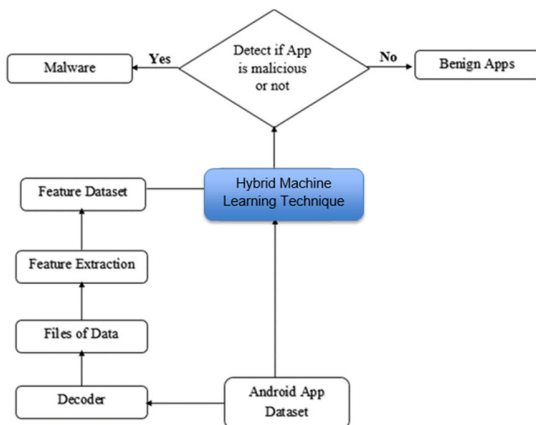 Detect if App
is malicious
or not
Yes
No
Malware
Benign Apps
Hybrid Machine
Learning Technique
Feature Dataset
Feature Extraction
Files of Data
Decoder
Android App
Dataset